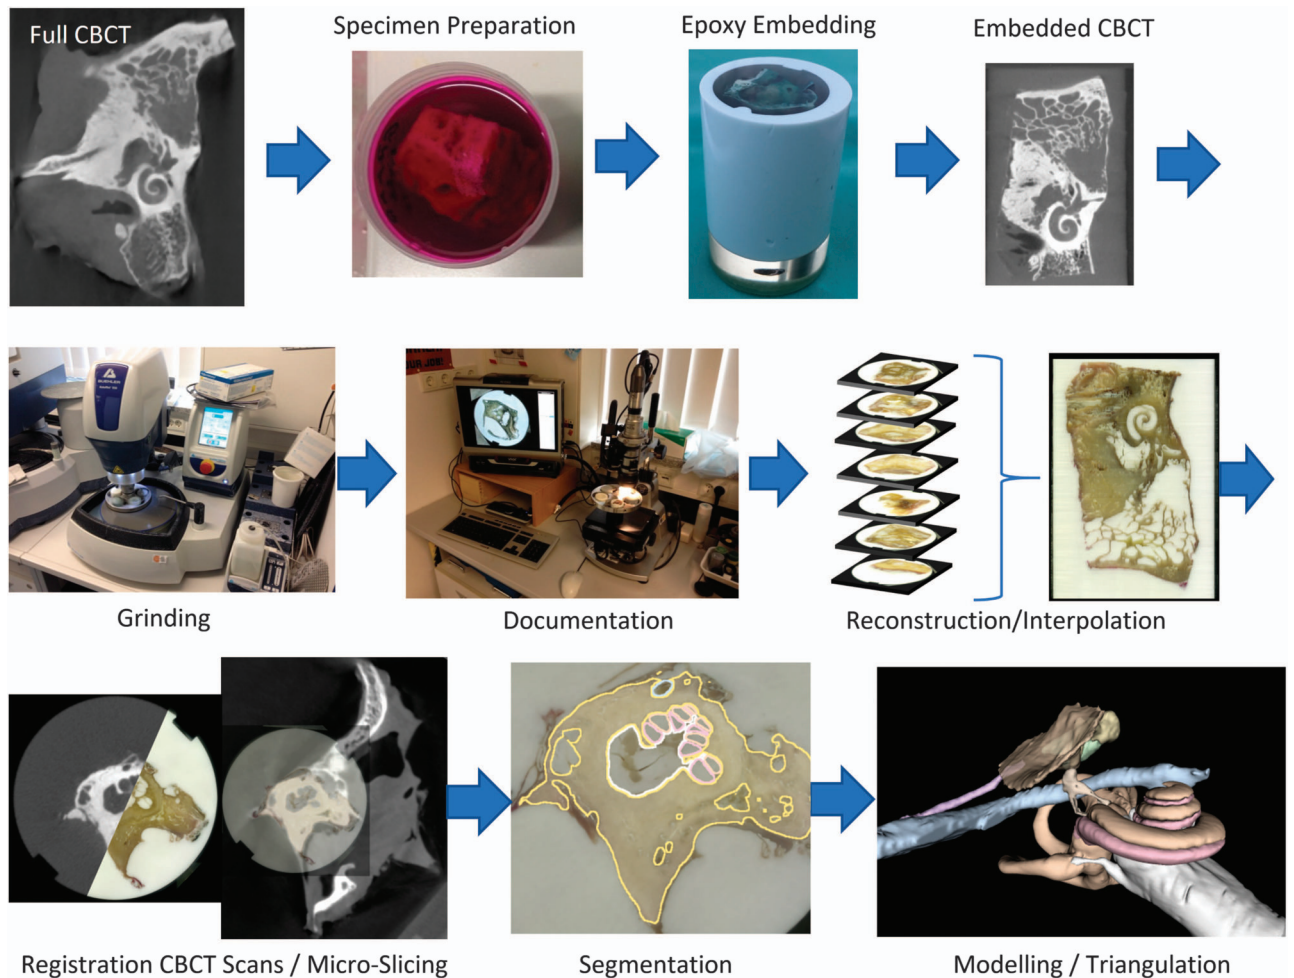 Full CBCT
Specimen Preparation
Epoxy Embedding
Embedded CBCT
BUEHLER
Grinding
Documentation
Reconstruction/Interpolation
Registration CBCT Scans / Micro-Slicing
Segmentation
Modelling / Triangulation